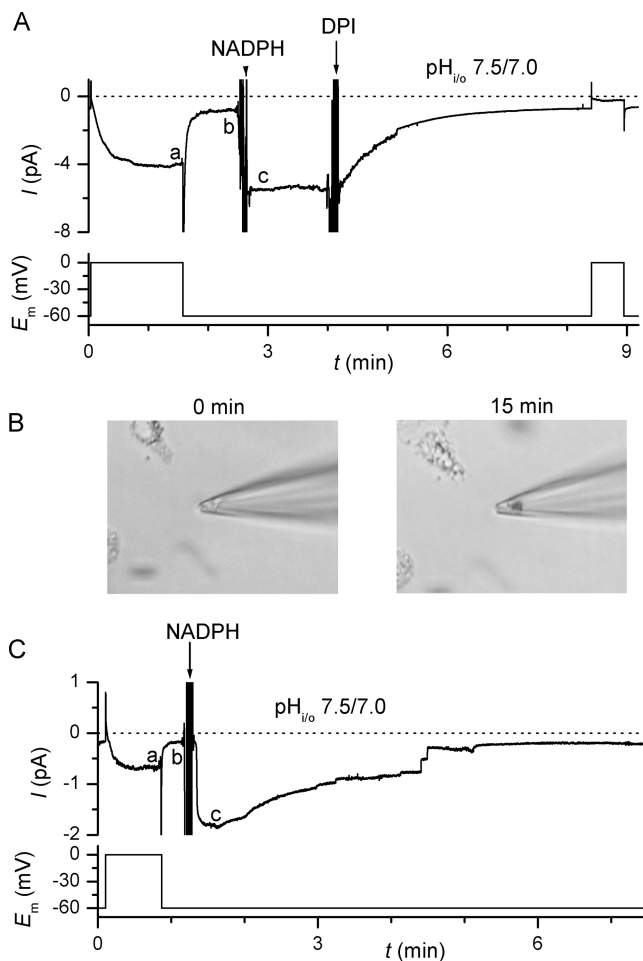 A
NADPH
DPI
pHi/o 7.5/7.0
0
-4
-8
I (pA)
a
b
c
0
-30
-60
Em (mV)
0
3
6
9
t (min)
B
0 min
15 min
C
NADPH
pHi/o 7.5/7.0
1
0
-1
-2
I (pA)
a
b
c
0
-30
-60
Em (mV)
0
3
6
t (min)